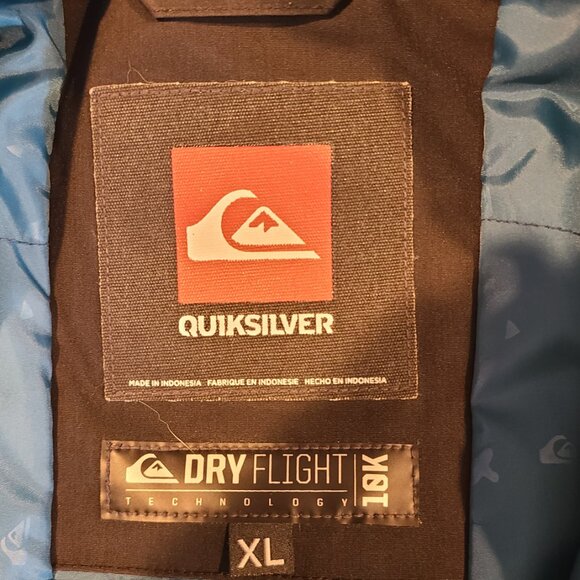 QUIKSILVER
MADE IN INDONESIA FABRIQUE EN INDONESIE HECHO EN INDONESIA
DRY FLIGHT 10K
TECHNOLOGY
XL